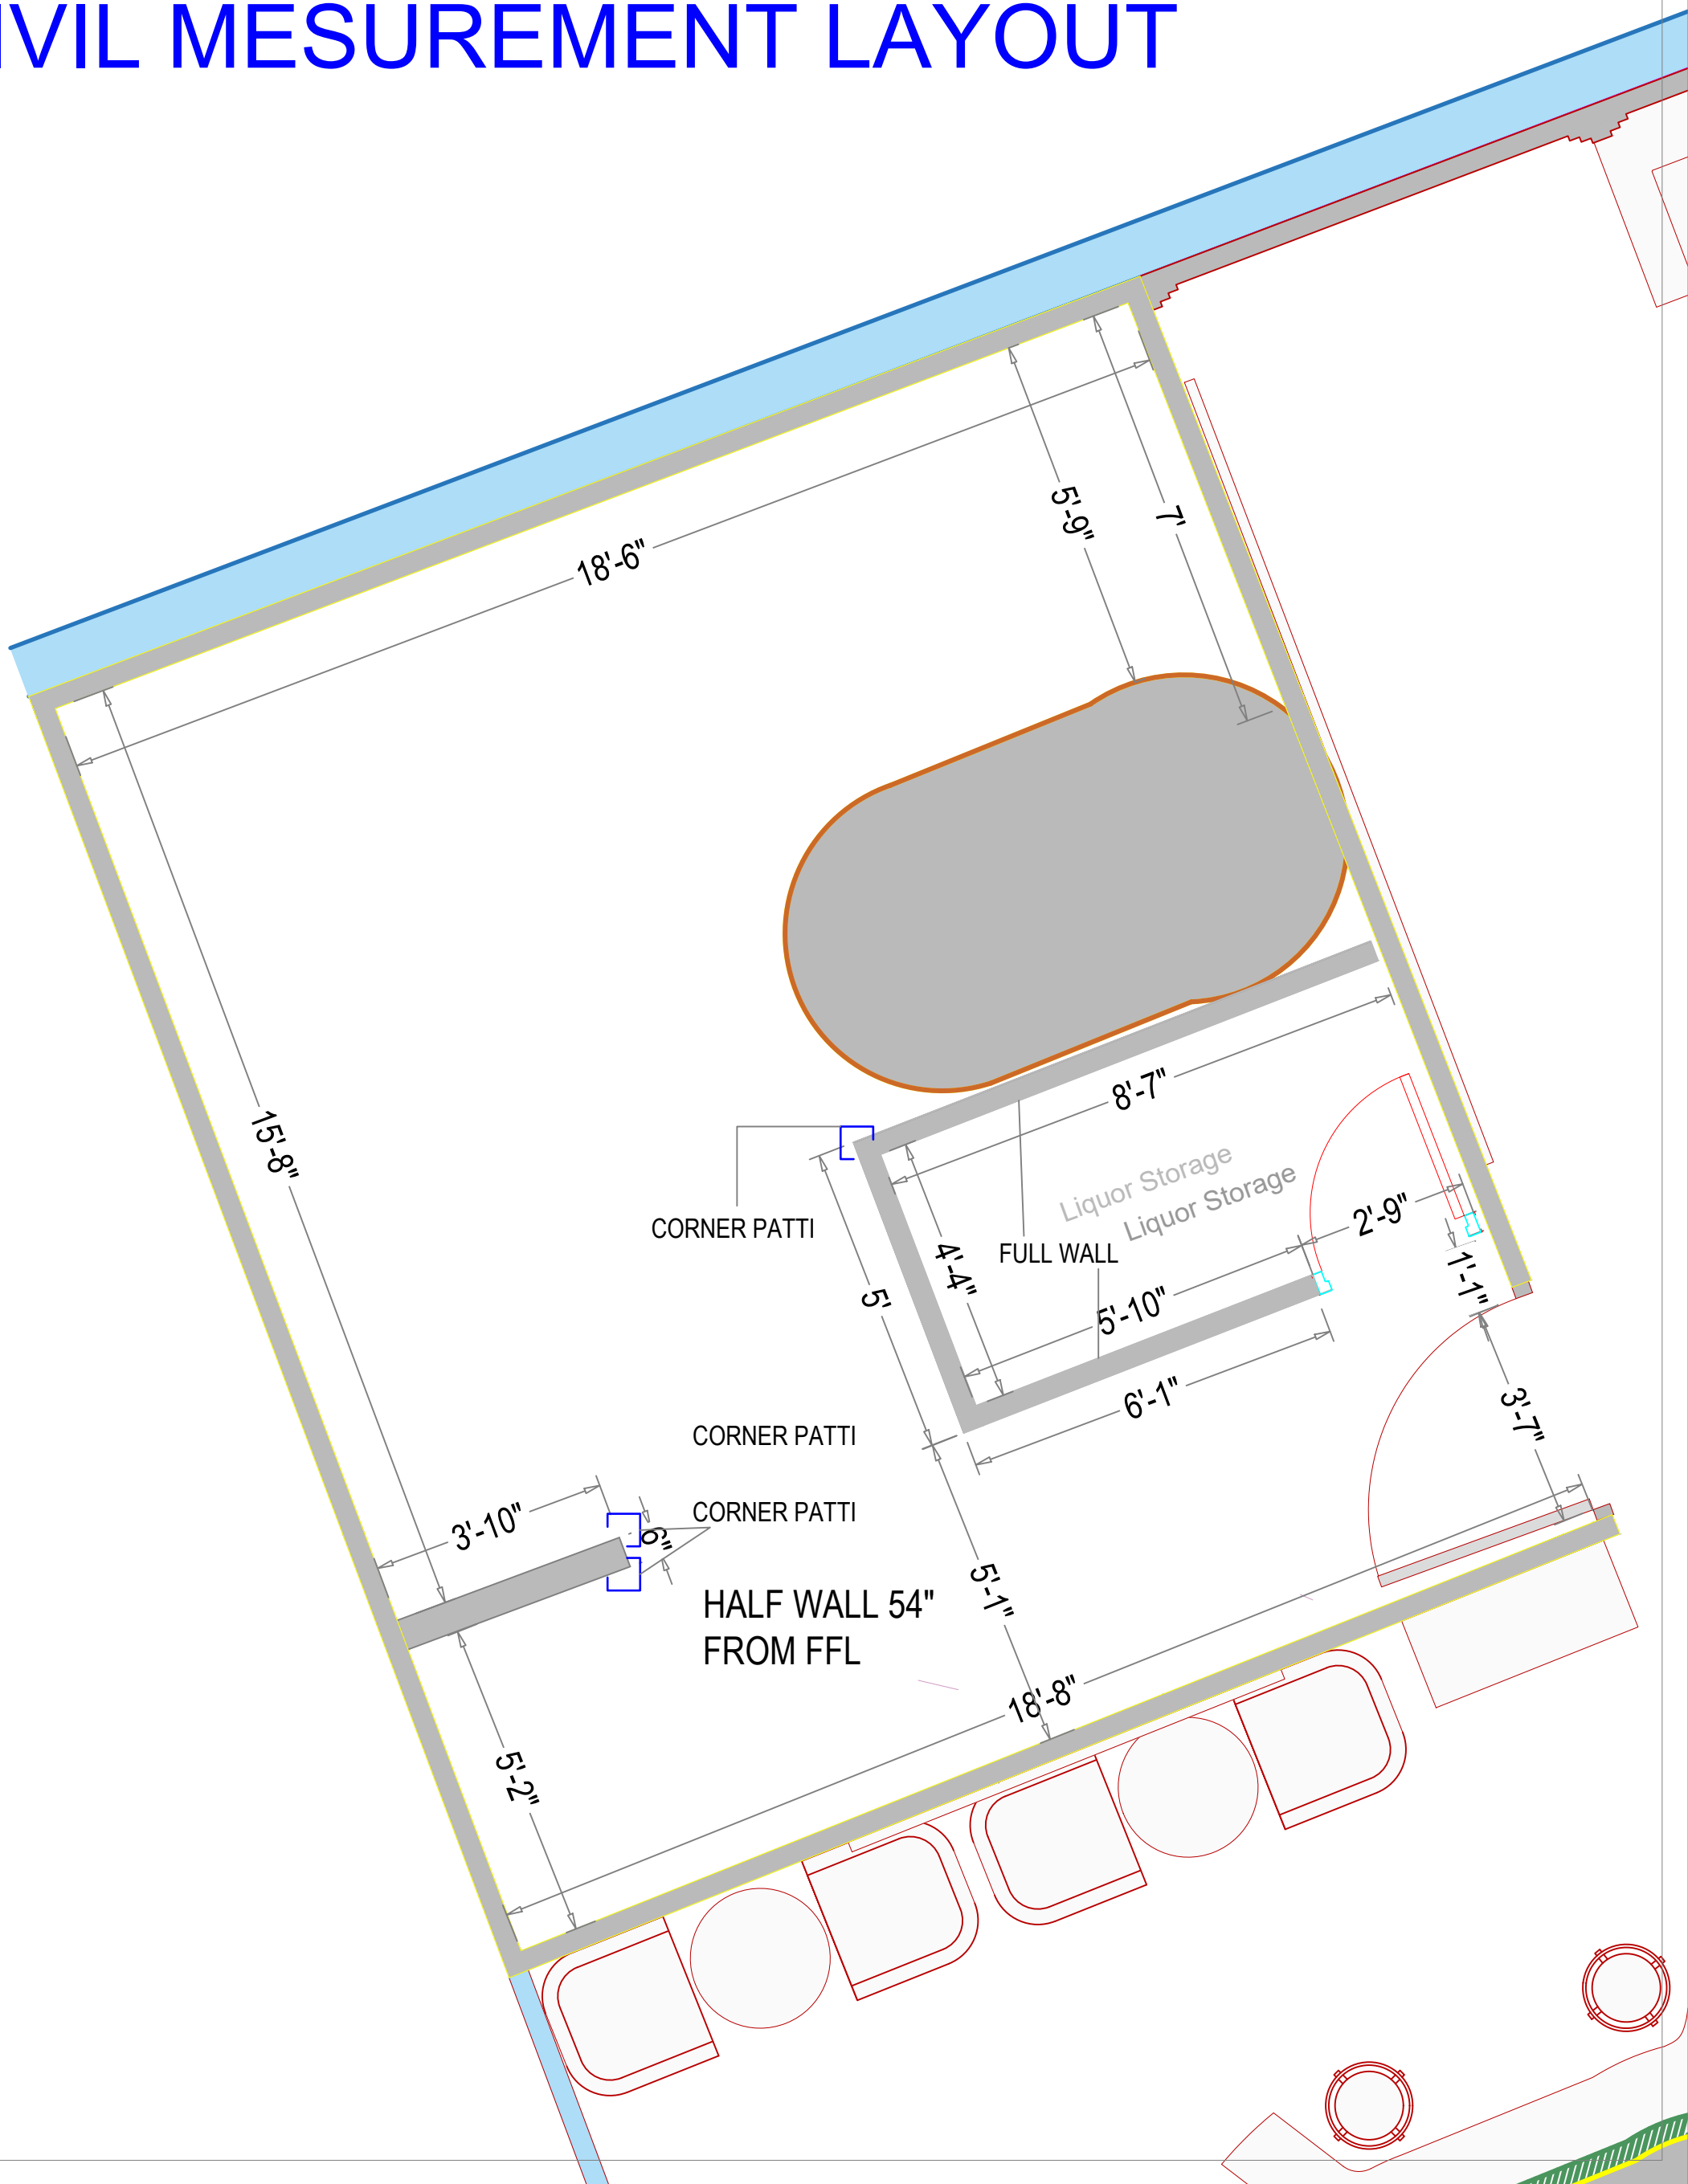 IVIL MESUREMENT LAYOUT
5'-9"
7'
18'-6"
15'-8"
8'-7"
Liquor Storage
Liquor Storage
CORNER PATTI
FULL WALL
2'-9"
4'-4"
1'-1"
5'
5'-10"
6'-1"
3'-7"
CORNER PATTI
CORNER PATTI
3'-10"
6"
HALF WALL 54"
FROM FFL
5'-1"
18'-8"
5'-2"